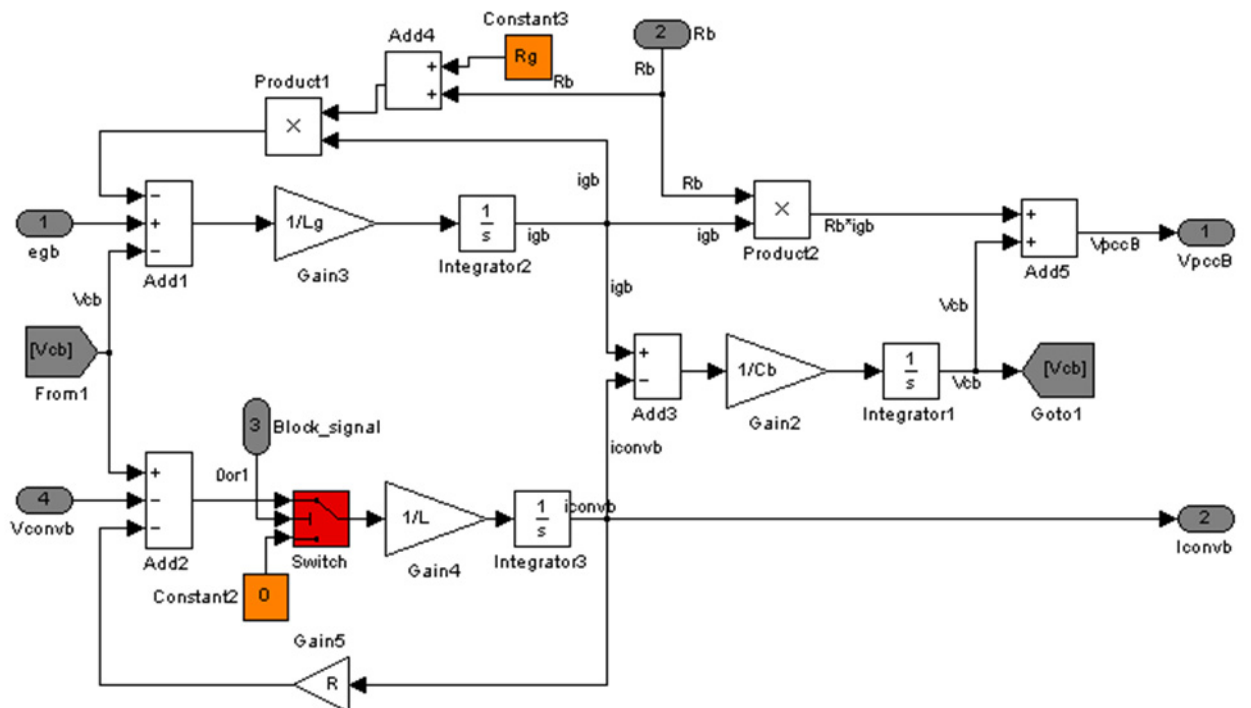 Constant3
Rg
2
Rb
Add4
+
+
Rb
Rb
Product1
×
igb
Rb
−
+
−
Add1
1
egb
1/Lg
Gain3
1
s
Integrator2
igb
igb
×
Product2
Rb*igb
+
+
Add5
VpccB
1
VpccB
Vcb
igb
Vcb
[Vcb]
From1
+
−
Add3
1/Cb
Gain2
1
s
Integrator1
Vcb
[Vcb]
Goto1
3
Block_signal
iconvb
0or1
+
−
−
Add2
4
Vconvb
Switch
1/L
Gain4
1
s
Integrator3
iconvb
2
Iconvb
Constant2
0
Gain5
R